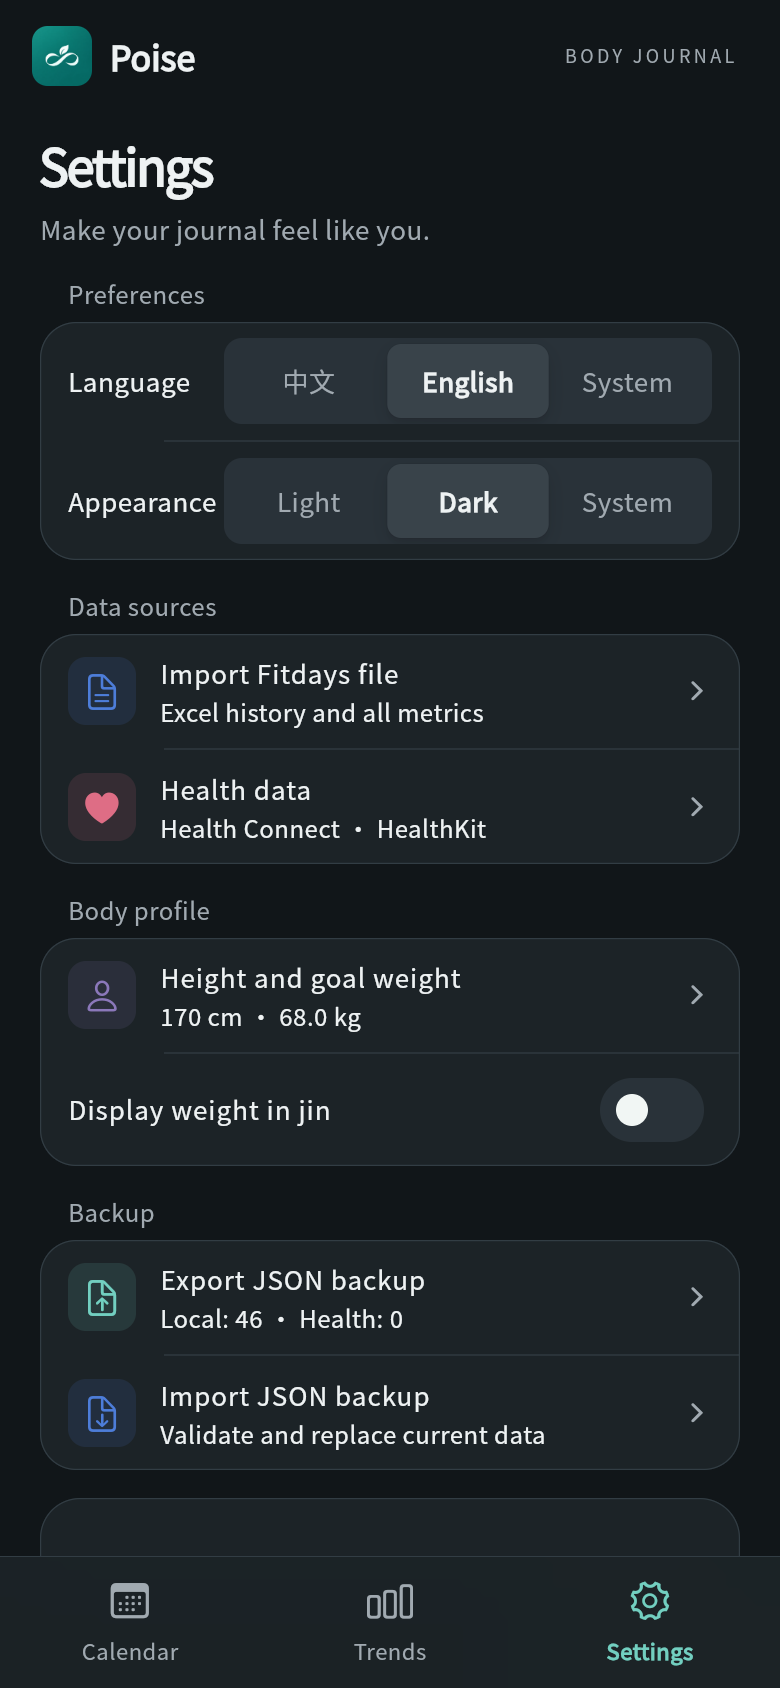 Poise
BODY JOURNAL
Settings
Make your journal feel like you.
Preferences
Language 中文 English System
Appearance Light Dark System
Data sources
Import Fitdays file
Excel history and all metrics
Health data
Health Connect • HealthKit
Body profile
Height and goal weight
170 cm • 68.0 kg
Display weight in jin
Backup
Export JSON backup
Local: 46 • Health: 0
Import JSON backup
Validate and replace current data
Calendar Trends Settings